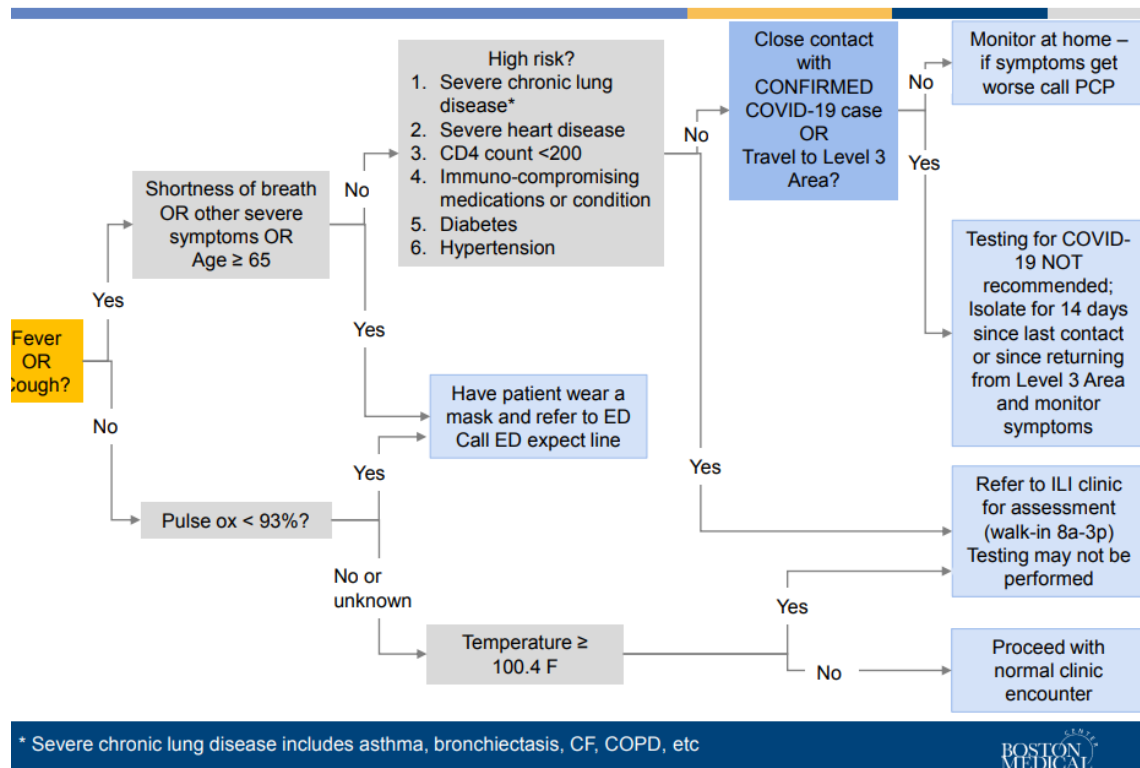 Fever
OR
Cough?
Yes
No
Shortness of breath
OR other severe
symptoms OR
Age ≥ 65
No
Yes
High risk?
1. Severe chronic lung
disease*
2. Severe heart disease
3. CD4 count <200
4. Immuno-compromising
medications or condition
5. Diabetes
6. Hypertension
No
Yes
Close contact
with
CONFIRMED
COVID-19 case
OR
Travel to Level 3
Area?
No
Yes
Monitor at home –
if symptoms get
worse call PCP
Testing for COVID-
19 NOT
recommended;
Isolate for 14 days
since last contact
or since returning
from Level 3 Area
and monitor
symptoms
Have patient wear a
mask and refer to ED
Call ED expect line
Pulse ox < 93%?
Yes
No or
unknown
Refer to ILI clinic
for assessment
(walk-in 8a-3p)
Testing may not be
performed
Temperature ≥
100.4 F
Yes
No
Proceed with
normal clinic
encounter
* Severe chronic lung disease includes asthma, bronchiectasis, CF, COPD, etc
BOSTON
MEDICAL
CENTER